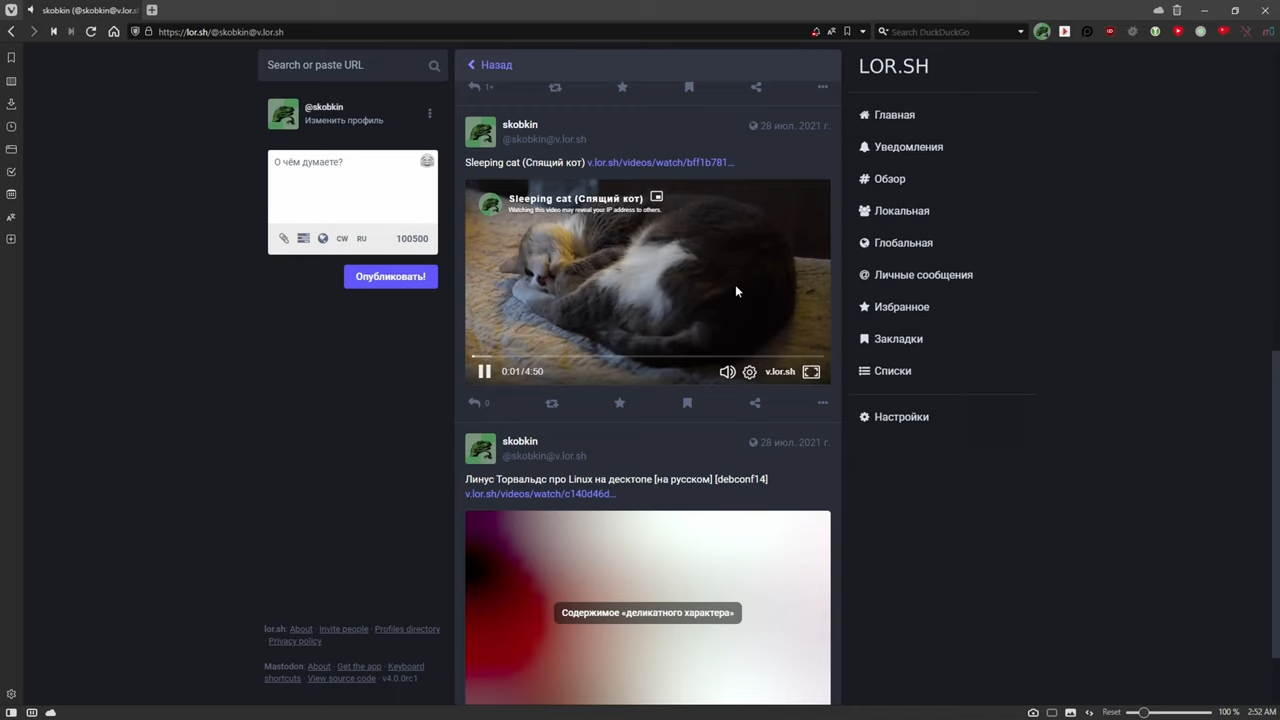 skobkin (@skobkin@v.lor.s
https://lor.sh/@skobkin@v.lor.sh
Search DuckDuckGo
Search or paste URL
@skobkin
Изменить профиль
О чём думаете?
CW
RU
100500
Опубликовать!
lor.sh: About · Invite people · Profiles directory
· Privacy policy
Mastodon: About · Get the app · Keyboard
shortcuts · View source code · v4.0.0rc1
Назад
1+
skobkin
@skobkin@v.lor.sh
28 июл. 2021 г.
Sleeping cat (Спящий кот) v.lor.sh/videos/watch/bff1b781…
Sleeping cat (Спящий кот)
Watching this video may reveal your IP address to others.
0:01/4:50
v.lor.sh
0
skobkin
@skobkin@v.lor.sh
28 июл. 2021 г.
Линус Торвальдс про Linux на десктопе [на русском] [debconf14]
v.lor.sh/videos/watch/c140d46d…
Содержимое «деликатного характера»
LOR.SH
Главная
Уведомления
Обзор
Локальная
Глобальная
Личные сообщения
Избранное
Закладки
Списки
Настройки
Reset
100 %
2:52 AM